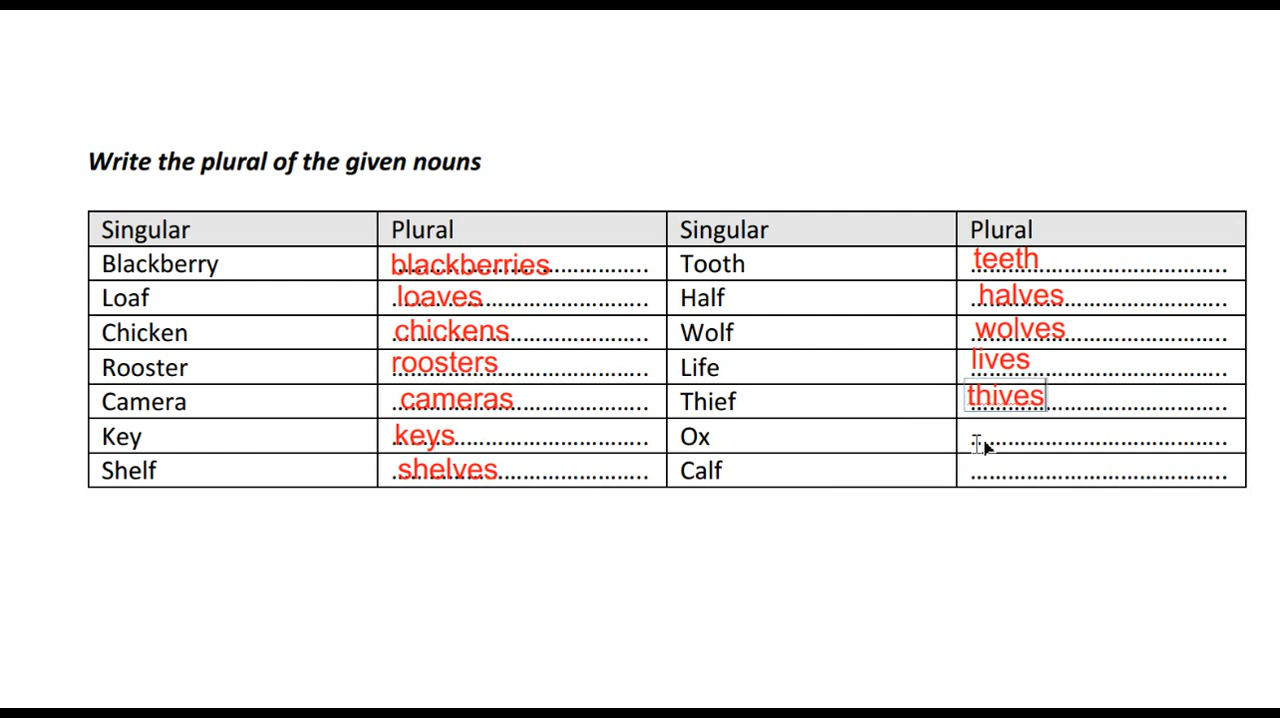 Write the plural of the given nouns
Singular Plural Singular Plural
Blackberry blackberries Tooth teeth
Loaf loaves Half halves
Chicken chickens Wolf wolves
Rooster roosters Life lives
Camera cameras Thief thives
Key keys Ox
Shelf shelves Calf